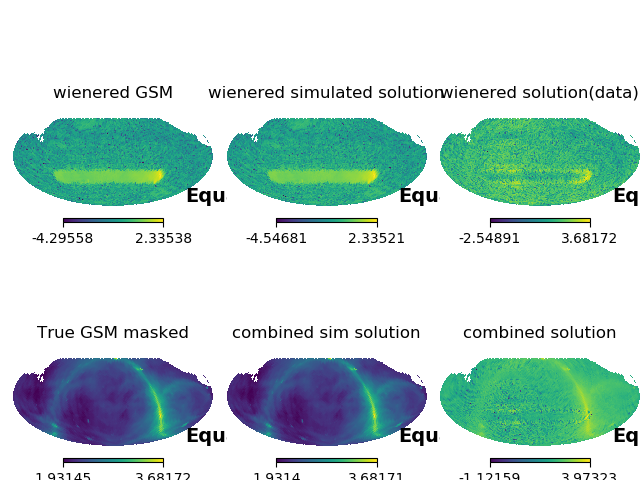 wienered GSM
wienered simulated solution
wienered solution(data)
Equ
Equ
Eq
-4.29558
2.33538
-4.54681
2.33521
-2.54891
3.68172
True GSM masked
combined sim solution
combined solution
Equ
Equ
Eq
1.93145
3.68172
1.9314
3.68171
-1.12159
3.97323